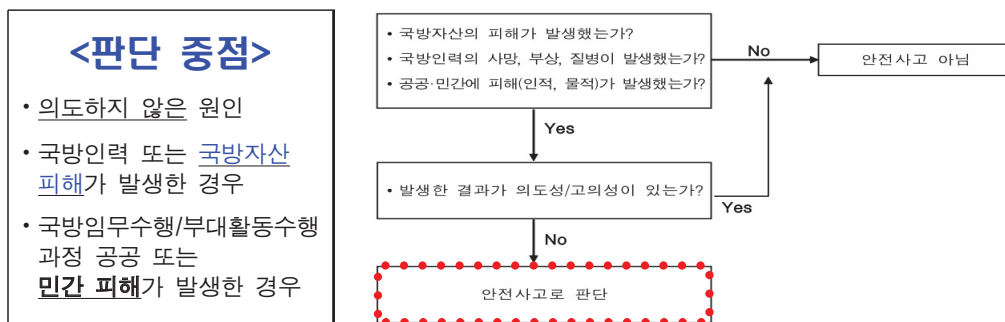 <판단 중점>
• 의도하지 않은 원인
• 국방인력 또는 국방자산
피해가 발생한 경우
• 국방임무수행/부대활동수행
과정 공공 또는
민간 피해가 발생한 경우
• 국방자산의 피해가 발생했는가?
• 국방인력의 사망, 부상, 질병이 발생했는가?
• 공공·민간에 피해(인적, 물적)가 발생했는가?
No
안전사고 아님
Yes
• 발생한 결과가 의도성/고의성이 있는가?
Yes
No
안전사고로 판단